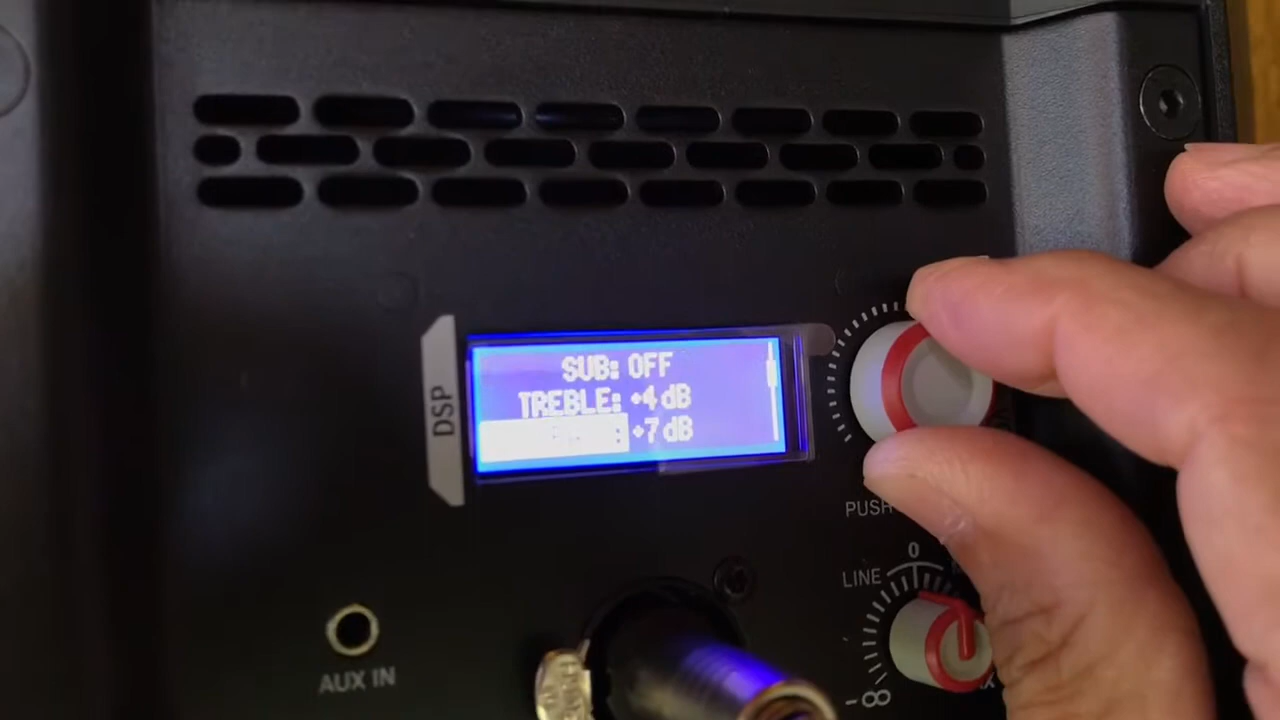 SUB: OFF
TREBLE: +4 dB
: +7 dB
DSP
PUSH
LINE
0
AUX IN
-∞